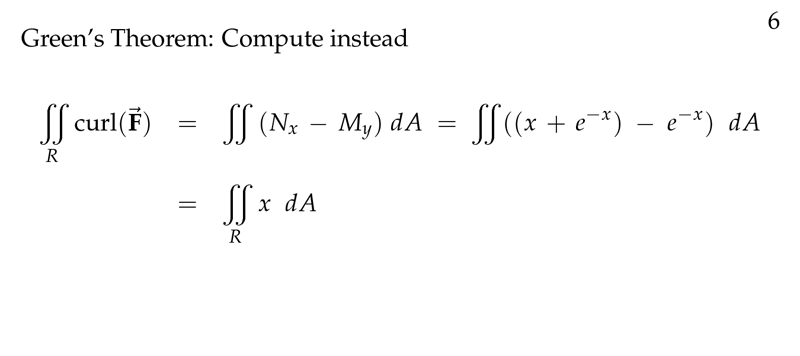 6
Green's Theorem: Compute instead
∬_R curl(F⃗) = ∬ (N_x − M_y) dA = ∬((x + e^{−x}) − e^{−x}) dA
= ∬_R x dA